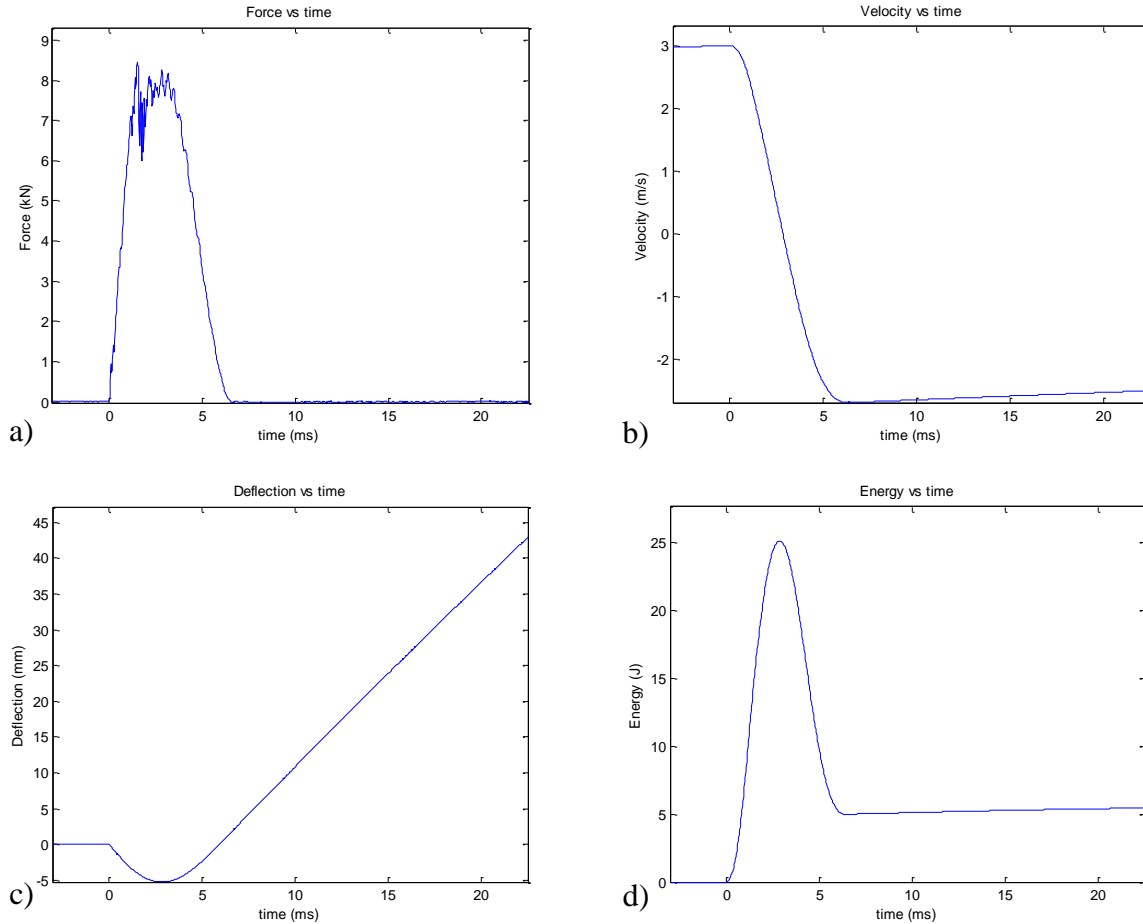 Force vs time
9
8
7
6
5
4
3
2
1
0
Force (kN)
0 5 10 15 20
time (ms)
a)
Velocity vs time
3
2
1
0
-1
-2
Velocity (m/s)
0 5 10 15 20
time (ms)
b)
Deflection vs time
45
40
35
30
25
20
15
10
5
0
-5
Deflection (mm)
0 5 10 15 20
time (ms)
c)
Energy vs time
25
20
15
10
5
0
Energy (J)
0 5 10 15 20
time (ms)
d)